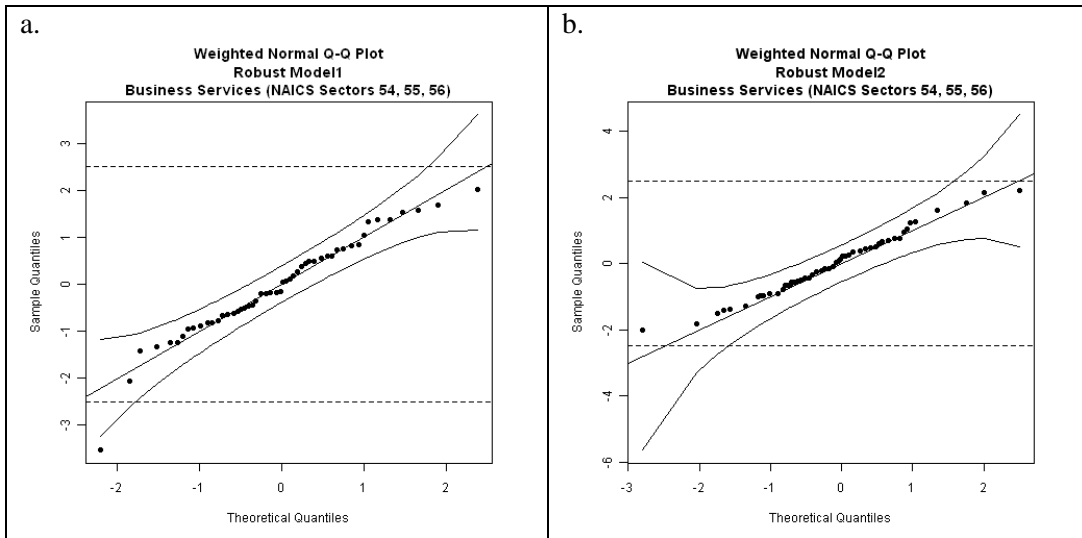 a.
Weighted Normal Q-Q Plot
Robust Model1
Business Services (NAICS Sectors 54, 55, 56)
Sample Quantiles
3
2
1
0
-1
-2
-3
-2
-1
0
1
2
Theoretical Quantiles
b.
Weighted Normal Q-Q Plot
Robust Model2
Business Services (NAICS Sectors 54, 55, 56)
Sample Quantiles
4
2
0
-2
-4
-6
-3
-2
-1
0
1
2
Theoretical Quantiles